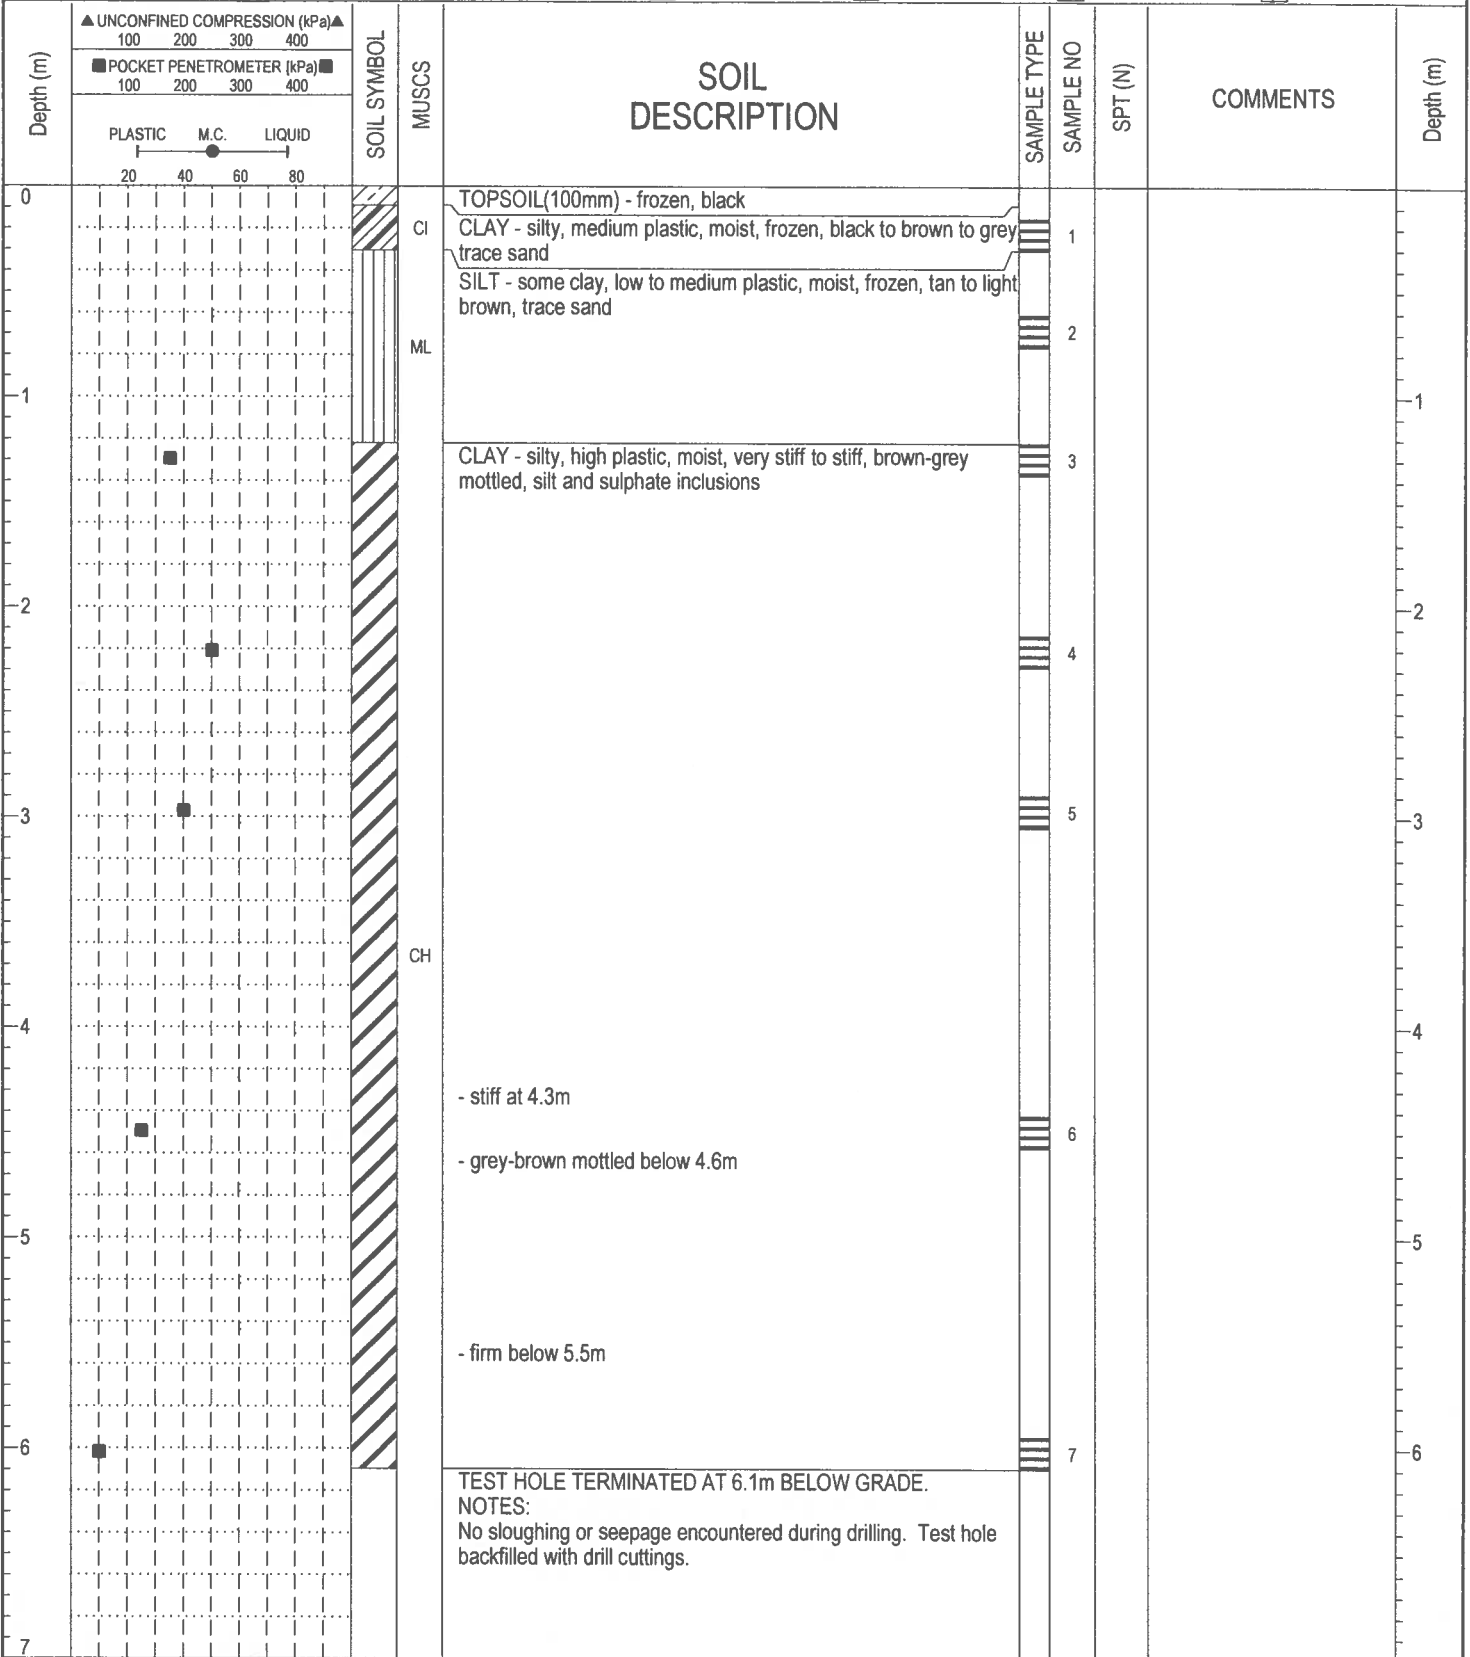 ▲ UNCONFINED COMPRESSION (kPa)▲
100 200 300 400
■ POCKET PENETROMETER (kPa)■
100 200 300 400
PLASTIC M.C. LIQUID
20 40 60 80
Depth (m)
SOIL SYMBOL
MUSCS
SOIL
DESCRIPTION
SAMPLE TYPE
SAMPLE NO
SPT (N)
COMMENTS
Depth (m)
0
TOPSOIL(100mm) - frozen, black
CI
CLAY - silty, medium plastic, moist, frozen, black to brown to grey
trace sand
1
SILT - some clay, low to medium plastic, moist, frozen, tan to light
brown, trace sand
2
ML
1
1
CLAY - silty, high plastic, moist, very stiff to stiff, brown-grey
mottled, silt and sulphate inclusions
3
2
2
4
3
5
3
CH
4
4
- stiff at 4.3m
6
- grey-brown mottled below 4.6m
5
5
- firm below 5.5m
6
7
6
TEST HOLE TERMINATED AT 6.1m BELOW GRADE.
NOTES:
No sloughing or seepage encountered during drilling. Test hole
backfilled with drill cuttings.
7